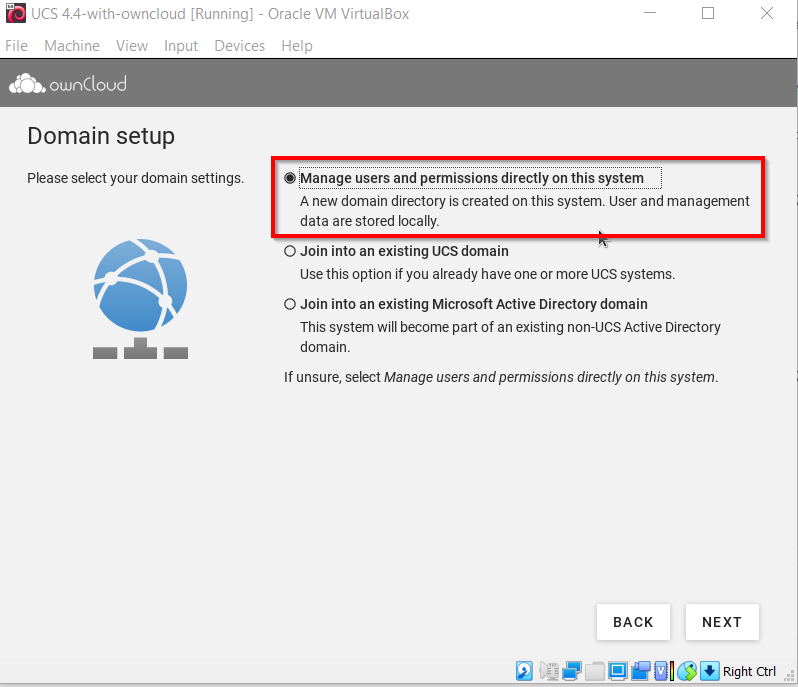 UCS 4.4-with-owncloud [Running] - Oracle VM VirtualBox
File Machine View Input Devices Help
ownCloud
Domain setup
Please select your domain settings.
Manage users and permissions directly on this system
A new domain directory is created on this system. User and management
data are stored locally.
Join into an existing UCS domain
Use this option if you already have one or more UCS systems.
Join into an existing Microsoft Active Directory domain
This system will become part of an existing non-UCS Active Directory
domain.
If unsure, select Manage users and permissions directly on this system.
BACK NEXT
Right Ctrl